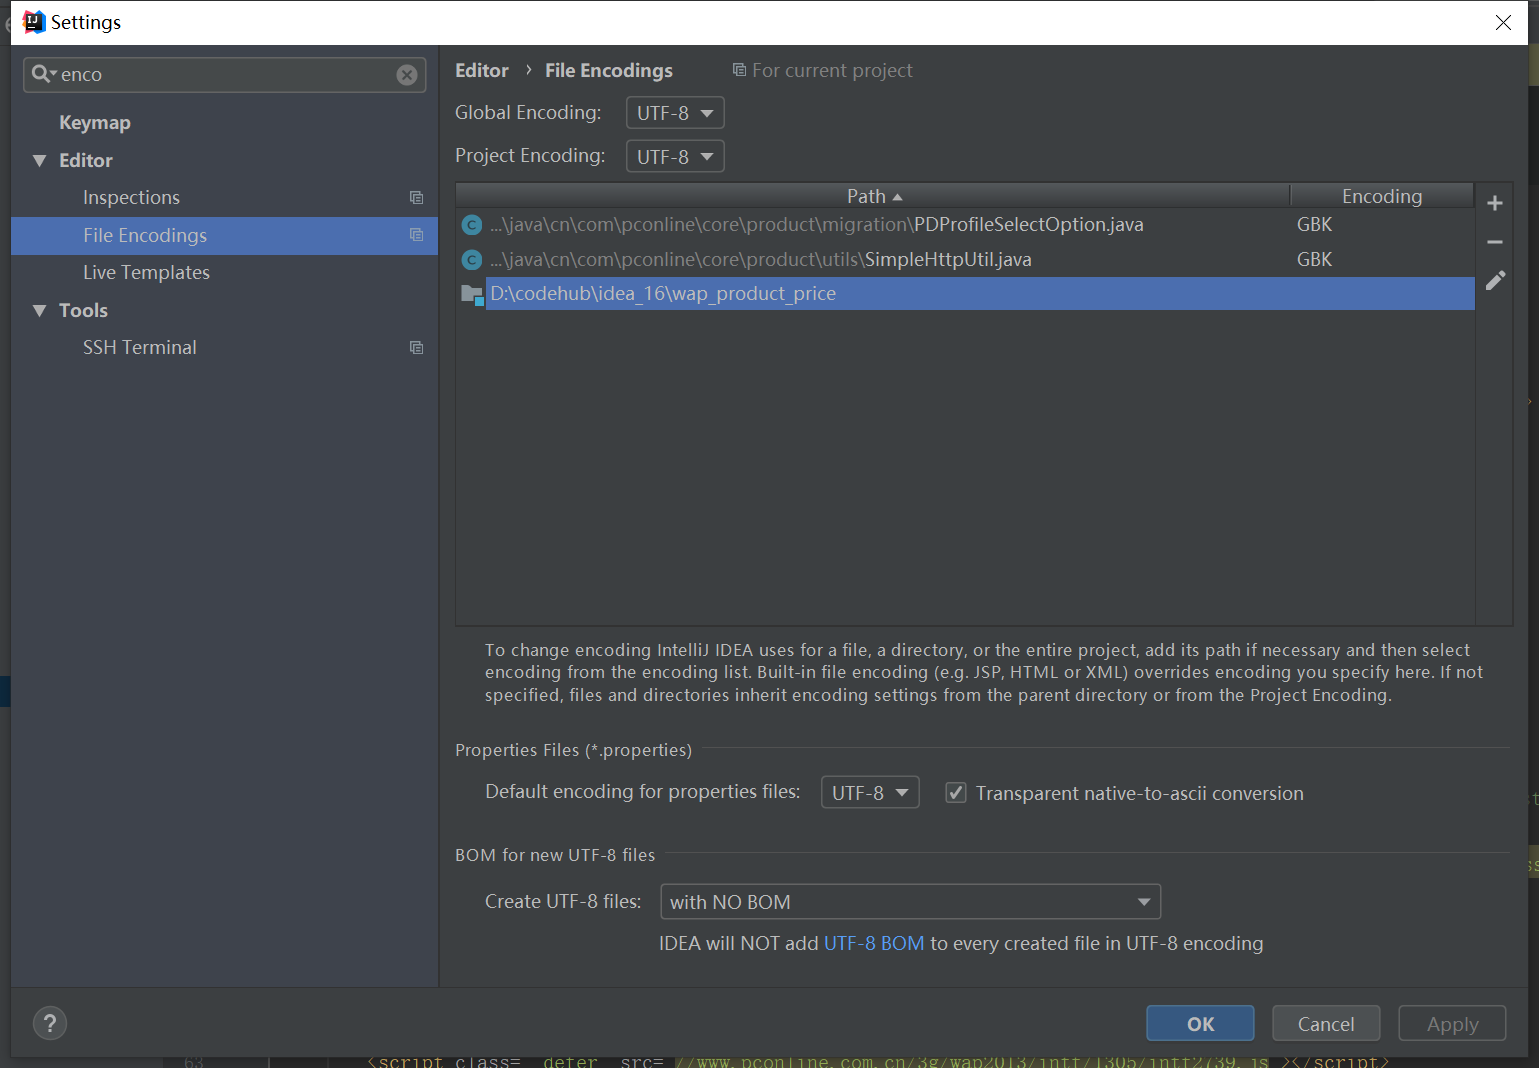 Settings
enco
Keymap
Editor
Inspections
File Encodings
Live Templates
Tools
SSH Terminal
Editor › File Encodings For current project
Global Encoding: UTF-8
Project Encoding: UTF-8
Path Encoding
...\java\cn\com\pconline\core\product\migration\PDProfileSelectOption.java GBK
...\java\cn\com\pconline\core\product\utils\SimpleHttpUtil.java GBK
D:\codehub\idea_16\wap_product_price
To change encoding IntelliJ IDEA uses for a file, a directory, or the entire project, add its path if necessary and then select
encoding from the encoding list. Built-in file encoding (e.g. JSP, HTML or XML) overrides encoding you specify here. If not
specified, files and directories inherit encoding settings from the parent directory or from the Project Encoding.
Properties Files (*.properties)
Default encoding for properties files: UTF-8 Transparent native-to-ascii conversion
BOM for new UTF-8 files
Create UTF-8 files: with NO BOM
IDEA will NOT add UTF-8 BOM to every created file in UTF-8 encoding
? OK Cancel Apply
63 <script class= defer src= //www.pconline.com.cn/3g/wap2013/intf/1305/intf2739.js ></script>